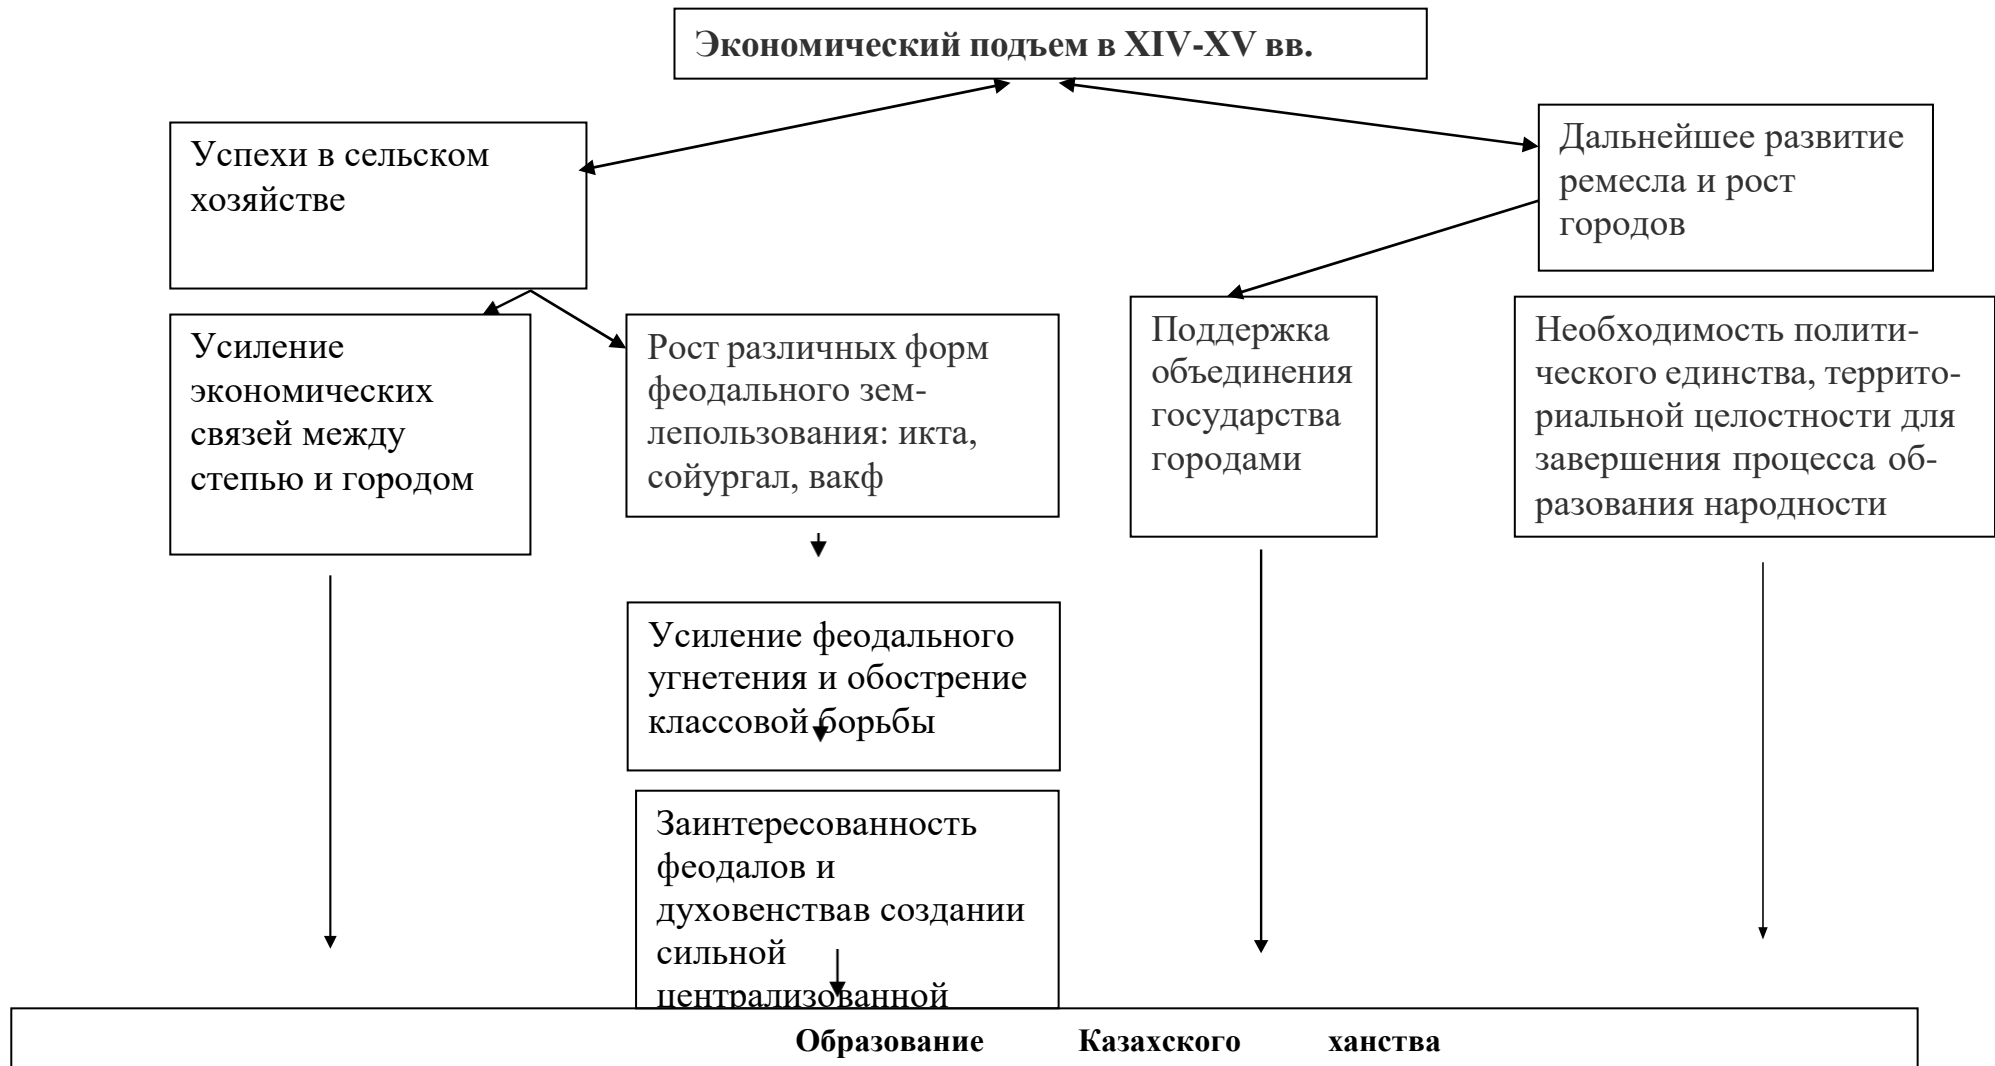 Экономический подъем в XIV-XV вв.
Успехи в сельском
хозяйстве
Дальнейшее развитие
ремесла и рост
городов
Усиление
экономических
связей между
степью и городом
Рост различных форм
феодального зем-
лепользования: икта,
сойургал, вакф
Поддержка
объединения
государства
городами
Необходимость полити-
ческого единства, террито-
риальной целостности для
завершения процесса об-
разования народности
Усиление феодального
угнетения и обострение
классовой борьбы
Заинтересованность
феодалов и
духовенствав создании
сильной
централизованной
Образование Казахского ханства